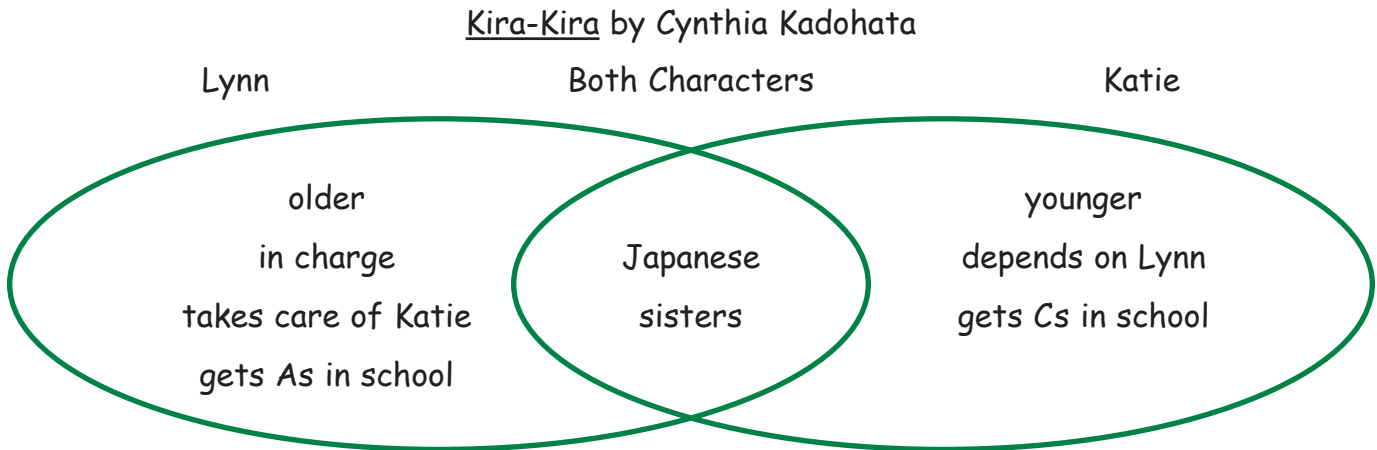 Kira-Kira by Cynthia Kadohata
Lynn
Both Characters
Katie
older
in charge
takes care of Katie
gets As in school
Japanese
sisters
younger
depends on Lynn
gets Cs in school